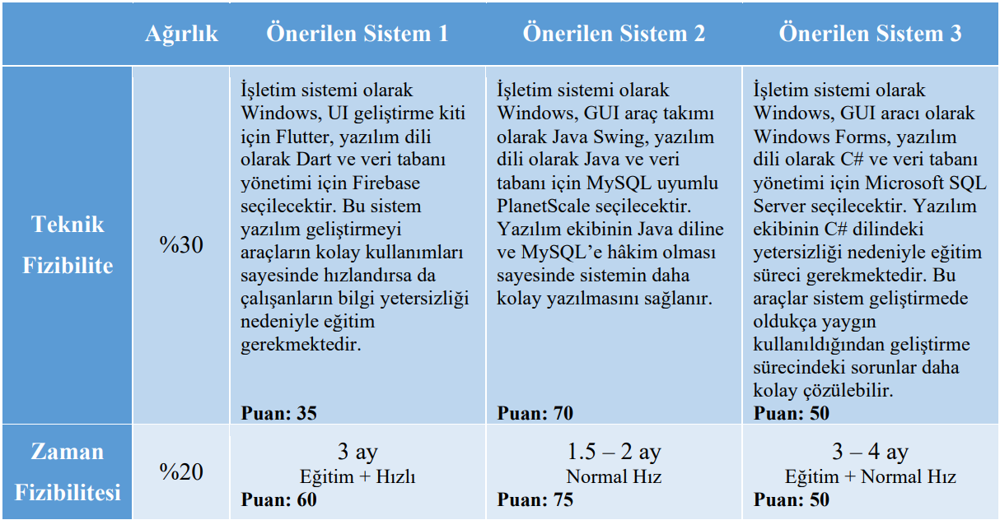 Ağırlık
Önerilen Sistem 1
Önerilen Sistem 2
Önerilen Sistem 3
Teknik
Fizibilite
%30
İşletim sistemi olarak
Windows, UI geliştirme kiti
için Flutter, yazılım dili
olarak Dart ve veri tabanı
yönetimi için Firebase
seçilecektir. Bu sistem
yazılım geliştirmeyi
araçların kolay kullanımları
sayesinde hızlandırsa da
çalışanların bilgi yetersizliği
nedeniyle eğitim
gerekmektedir.
Puan: 35
İşletim sistemi olarak
Windows, GUI araç takımı
olarak Java Swing, yazılım
dili olarak Java ve veri
tabanı için MySQL uyumlu
PlanetScale seçilecektir.
Yazılım ekibinin Java diline
ve MySQL’e hâkim olması
sayesinde sistemin daha
kolay yazılmasını sağlanır.
Puan: 70
İşletim sistemi olarak
Windows, GUI aracı olarak
Windows Forms, yazılım
dili olarak C# ve veri tabanı
yönetimi için Microsoft SQL
Server seçilecektir. Yazılım
ekibinin C# dilindeki
yetersizliği nedeniyle eğitim
süreci gerekmektedir. Bu
araçlar sistem geliştirmede
oldukça yaygın
kullanıldığından geliştirme
sürecindeki sorunlar daha
kolay çözülebilir.
Puan: 50
Zaman
Fizibilitesi
%20
3 ay
Eğitim + Hızlı
Puan: 60
1.5 – 2 ay
Normal Hız
Puan: 75
3 – 4 ay
Eğitim + Normal Hız
Puan: 50